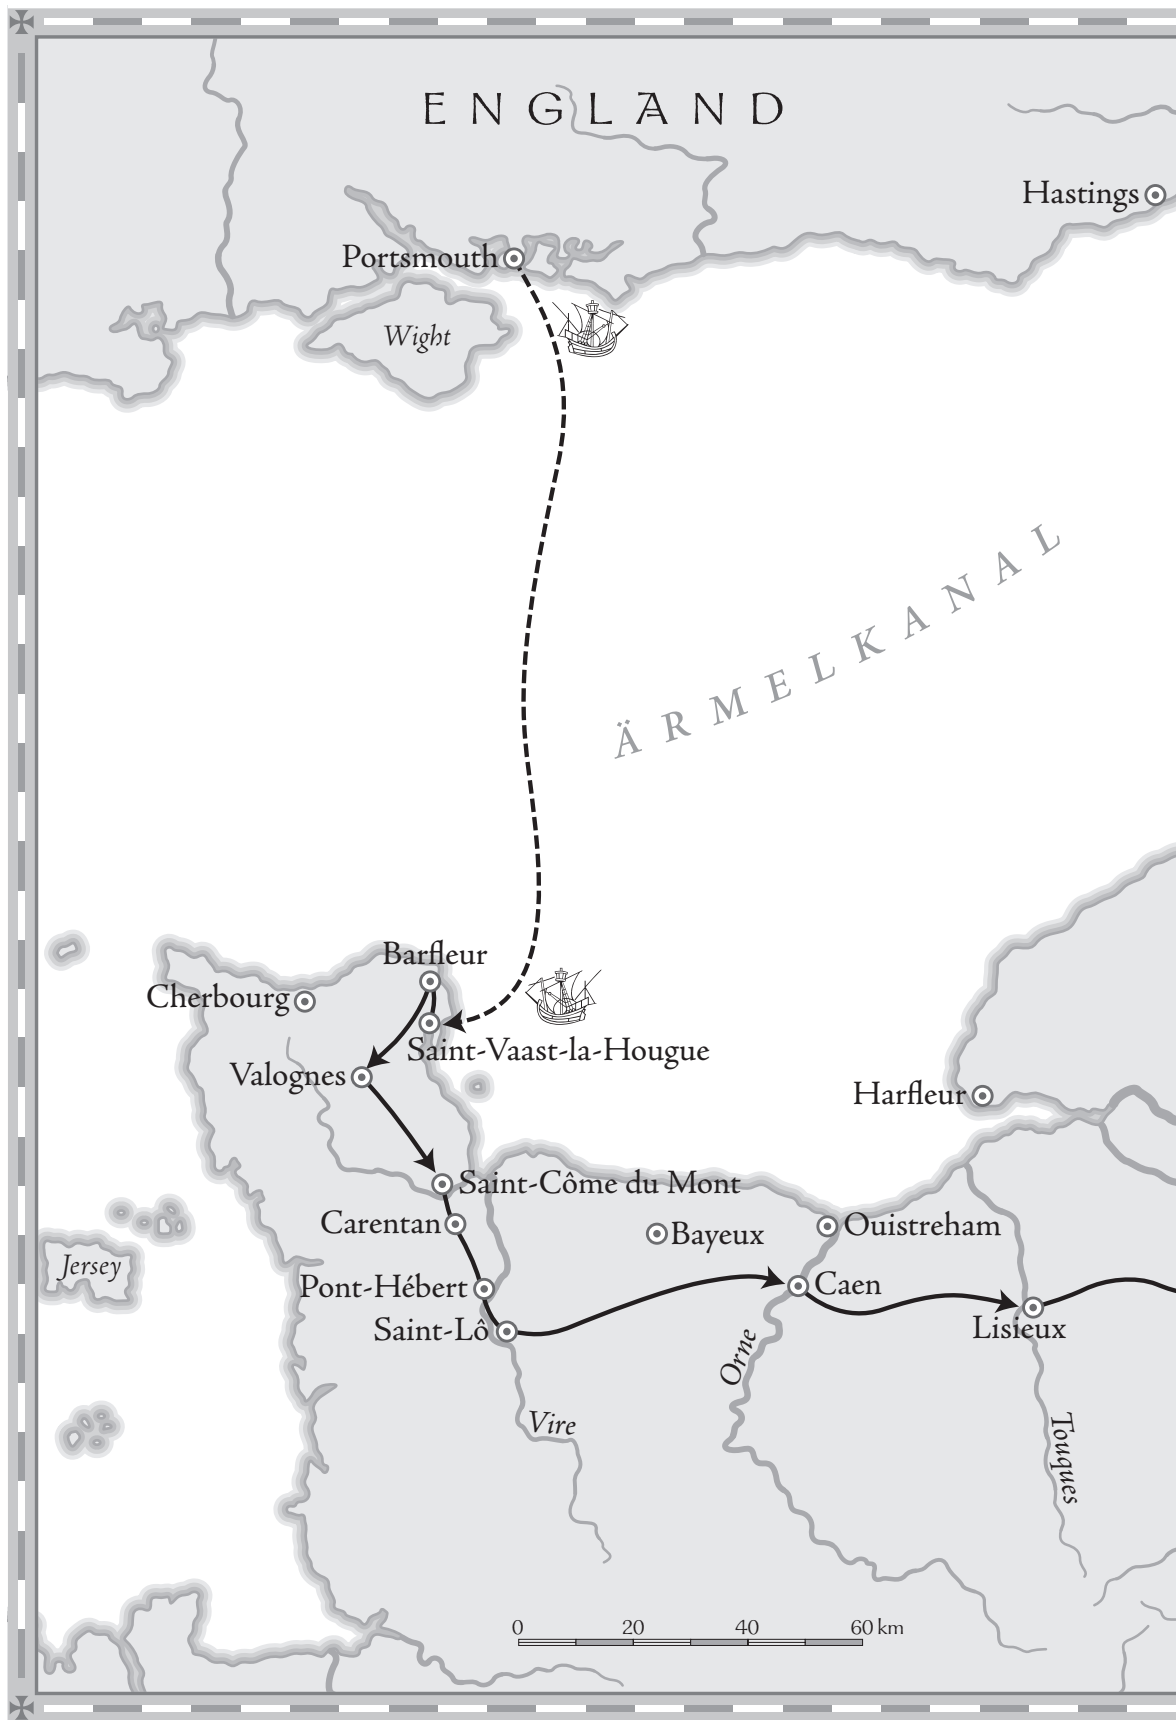 ENGLAND
Hastings
Portsmouth
Wight
ÄRMELKANAL
Barfleur
Cherbourg
Saint-Vaast-la-Hougue
Valognes
Harfleur
Saint-Côme du Mont
Carentan
Bayeux
Ouistreham
Jersey
Pont-Hébert
Caen
Saint-Lô
Lisieux
Orne
Vire
Touques
0 20 40 60 km